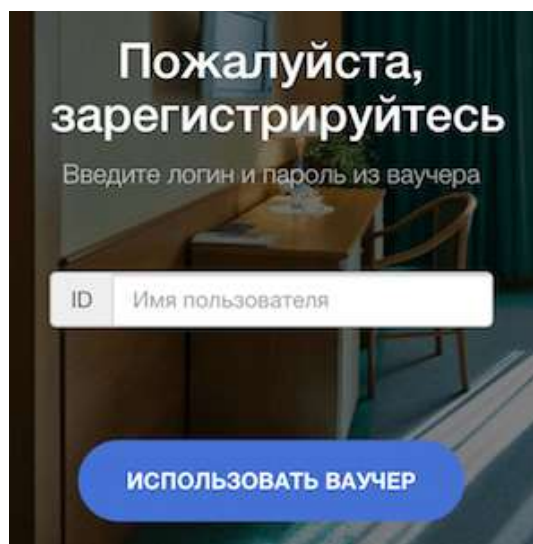 Пожалуйста,
зарегистрируйтесь
Введите логин и пароль из ваучера
ID Имя пользователя
ИСПОЛЬЗОВАТЬ ВАУЧЕР